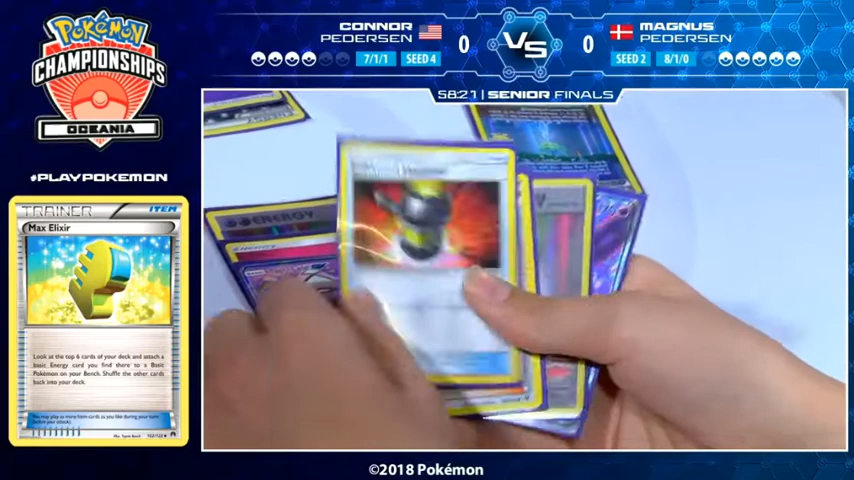 Pokémon
CHAMPIONSHIPS
OCEANIA
#PLAYPOKEMON
CONNOR
PEDERSEN
7/1/1
SEED 4
0
VS
0
MAGNUS
PEDERSEN
SEED 2
8/1/0
58:21 | SENIOR FINALS
TRAINER
ITEM
Max Elixir
Look at the top 6 cards of your deck and attach a
basic Energy card you find there to a Basic
Pokémon on your Bench. Shuffle the other cards
back into your deck.
You may play as many Item cards as you like during your turn
(before your attack).
102/122
ENERGY
ENERGY
©2018 Pokémon